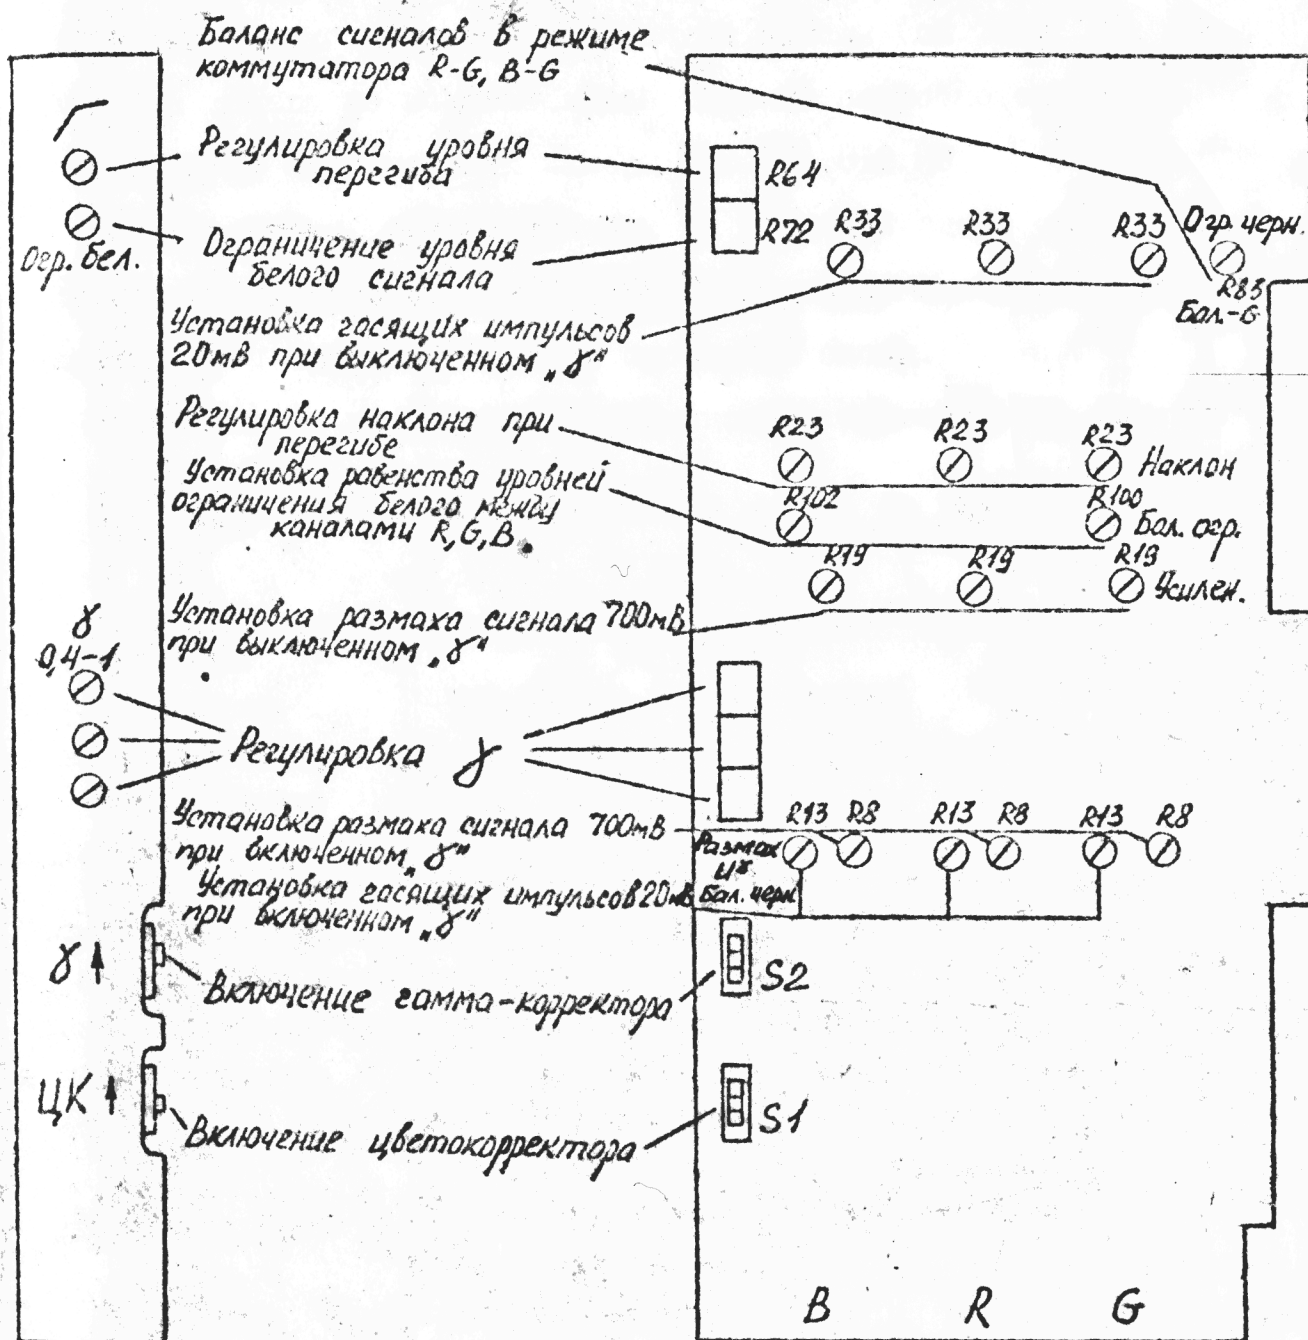 Баланс сигналов в режиме
коммутатора R-G, B-G
Регулировка уровня
перегиба
R64
R72
R33
R33
R33
Огр. черн.
Огр. бел.
Ограничение уровня
белого сигнала
R83
Бал.-G
Установка гасящих импульсов
20мв при выключенном „γ“
Регулировка наклона при
перегибе
R23
R23
R23
Наклон
Установка равенства уровней
ограничения белого между
каналами R, G, B
R102
R100
Бал. огр.
R19
R19
R19
Усилен.
Установка размаха сигнала 700мВ
при выключенном „γ“
γ
0,4-1
Регулировка γ
Установка размаха сигнала 700мВ
при включенном „γ“
R13
R8
R13
R8
R13
R8
Размах
Uγ
Бал. черн
Установка гасящих импульсов 20мВ
при включенном „γ“
γ
Включение гамма-корректора
S2
ЦК
Включение цветокорректора
S1
B R G